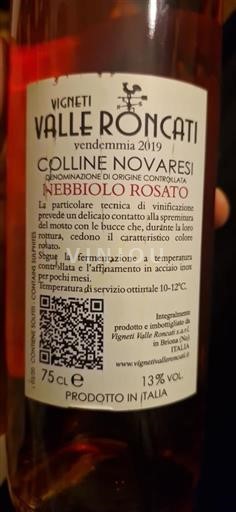 VIGNETI
VALLE RONCATI
vendemmia 2019
COLLINE NOVARESI
DENOMINAZIONE DI ORIGINE CONTROLLATA
NEBBIOLO ROSATO
La particolare tecnica di vinificazione
prevede un delicato contatto alla spremitura
del mosto con le bucce che, durante la loro
rottura, cedono il caratteristico colore
rosato.
Segue la fermentazione a temperatura
controllata e l'affinamento in acciaio inox
per pochi mesi.
Temperatura di servizio ottimale 10-12°C.
CONTIENE SOLFITI - CONTAINS SULPHITES
Integralmente
prodotto e imbottigliato da
Vigneti Valle Roncati s.a.r.l.
in Briona (No)
ITALIA
www.vignetivalleroncati.it
75 CL e
13% VOL.
PRODOTTO IN ITALIA